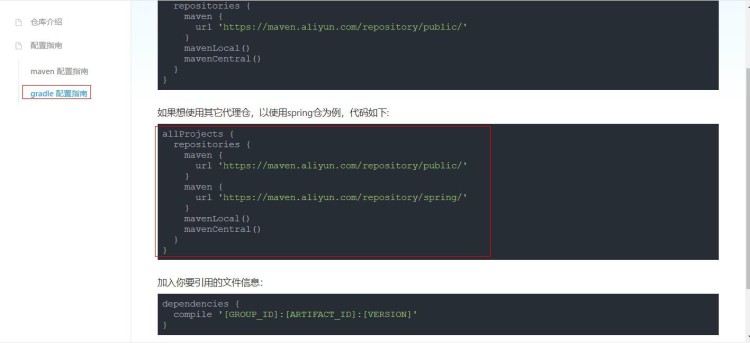 仓库介绍
配置指南
maven 配置指南
gradle 配置指南
repositories {
maven {
url 'https://maven.aliyun.com/repository/public/'
}
mavenLocal()
mavenCentral()
}
}
如果想使用其它代理仓，以使用spring仓为例，代码如下:
allProjects {
repositories {
maven {
url 'https://maven.aliyun.com/repository/public/'
}
maven {
url 'https://maven.aliyun.com/repository/spring/'
}
mavenLocal()
mavenCentral()
}
}
加入你要引用的文件信息：
dependencies {
compile '[GROUP_ID]:[ARTIFACT_ID]:[VERSION]'
}